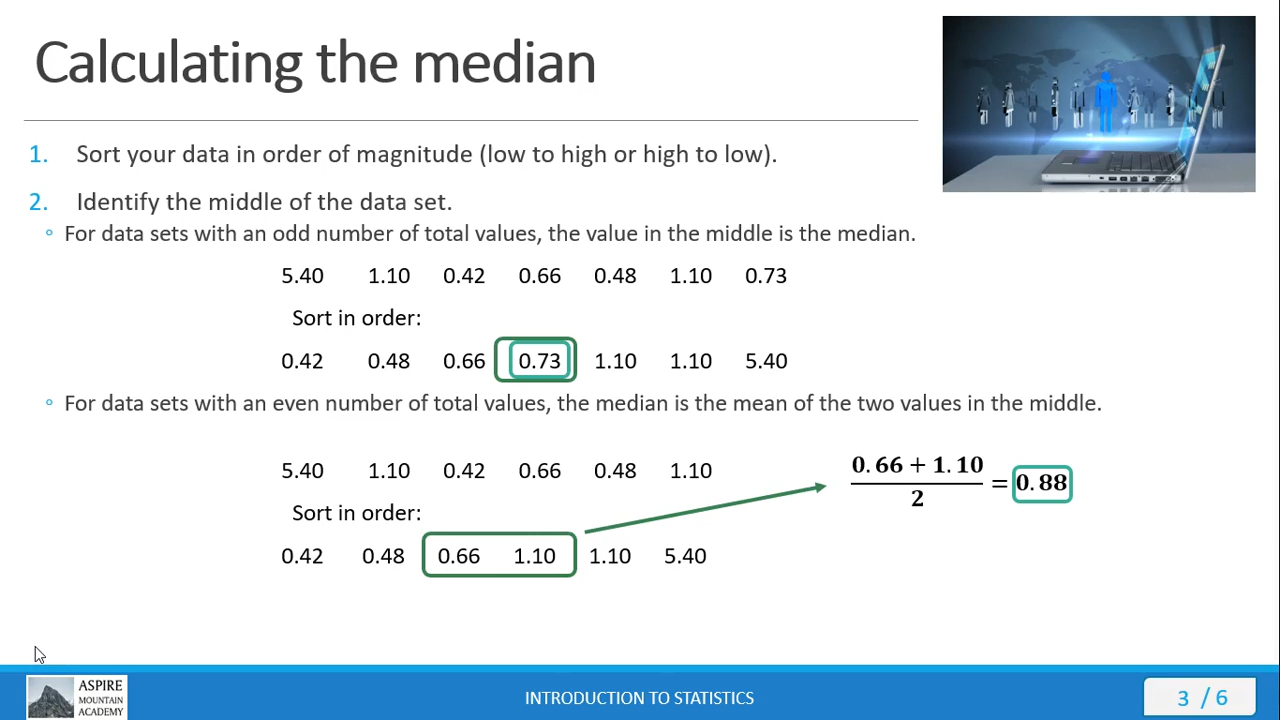 Calculating the median
1. Sort your data in order of magnitude (low to high or high to low).
2. Identify the middle of the data set.
◦ For data sets with an odd number of total values, the value in the middle is the median.
5.40 1.10 0.42 0.66 0.48 1.10 0.73
Sort in order:
0.42 0.48 0.66 0.73 1.10 1.10 5.40
◦ For data sets with an even number of total values, the median is the mean of the two values in the middle.
5.40 1.10 0.42 0.66 0.48 1.10
0.66 + 1.10
2
= 0.88
Sort in order:
0.42 0.48 0.66 1.10 1.10 5.40
ASPIRE
MOUNTAIN
ACADEMY
INTRODUCTION TO STATISTICS
3 / 6